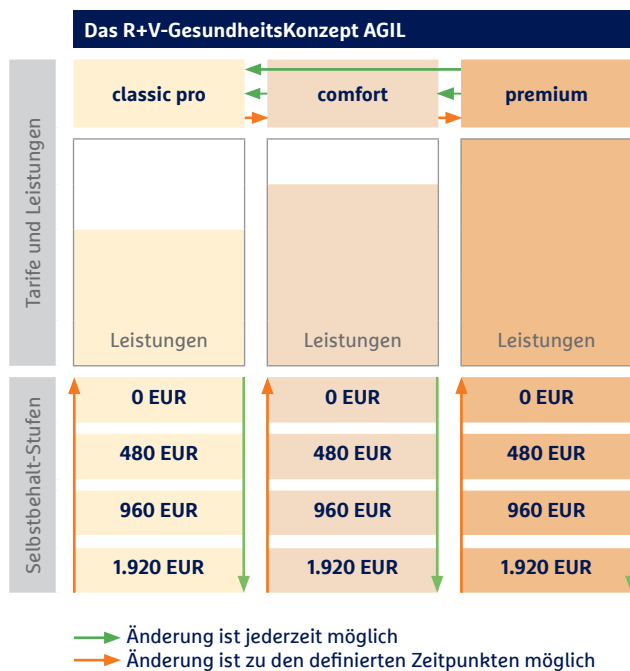 Das R+V-GesundheitsKonzept AGIL
Tarife und Leistungen
classic pro comfort premium
Leistungen Leistungen Leistungen
Selbstbehalt-Stufen
0 EUR 0 EUR 0 EUR
480 EUR 480 EUR 480 EUR
960 EUR 960 EUR 960 EUR
1.920 EUR 1.920 EUR 1.920 EUR
Änderung ist jederzeit möglich
Änderung ist zu den definierten Zeitpunkten möglich